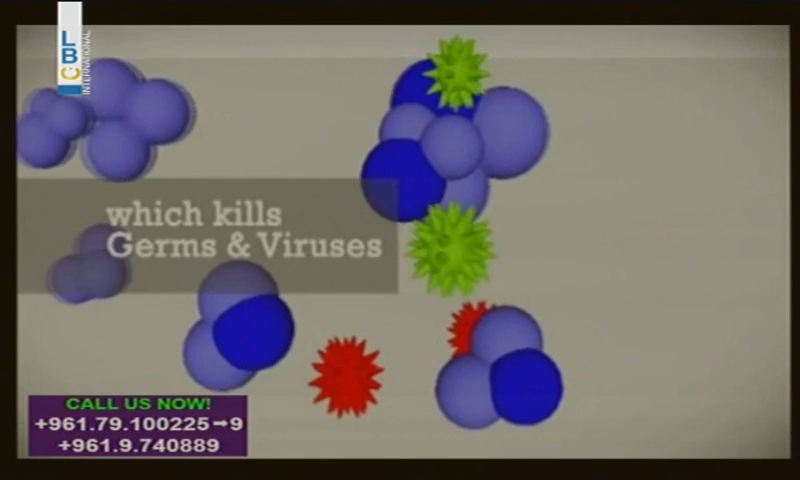 LBC
INTERNATIONAL
which kills
Germs & Viruses
CALL US NOW!
+961.79.100225➞9
+961.9.740889